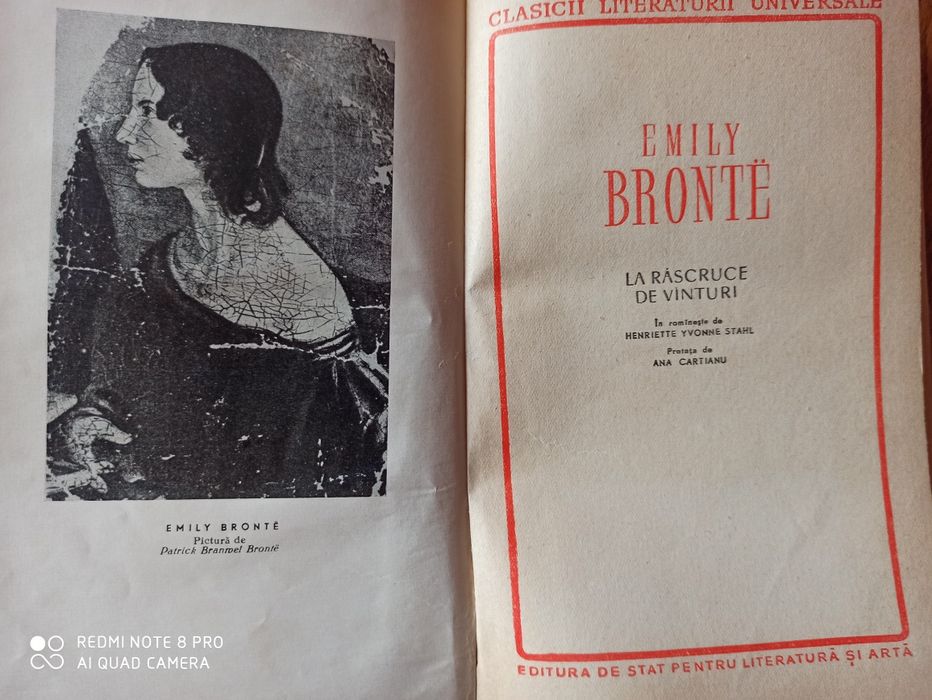 EMILY BRONTË
Pictură de
Patrick Branwel Brontë
REDMI NOTE 8 PRO
AI QUAD CAMERA
CLASICII LITERATURII UNIVERSALE
EMILY
BRONTË
LA RĂSCRUCE
DE VÎNTURI
În romînește de
HENRIETTE YVONNE STAHL
Prefața de
ANA CARTIANU
EDITURA DE STAT PENTRU LITERATURĂ ȘI ARTĂ